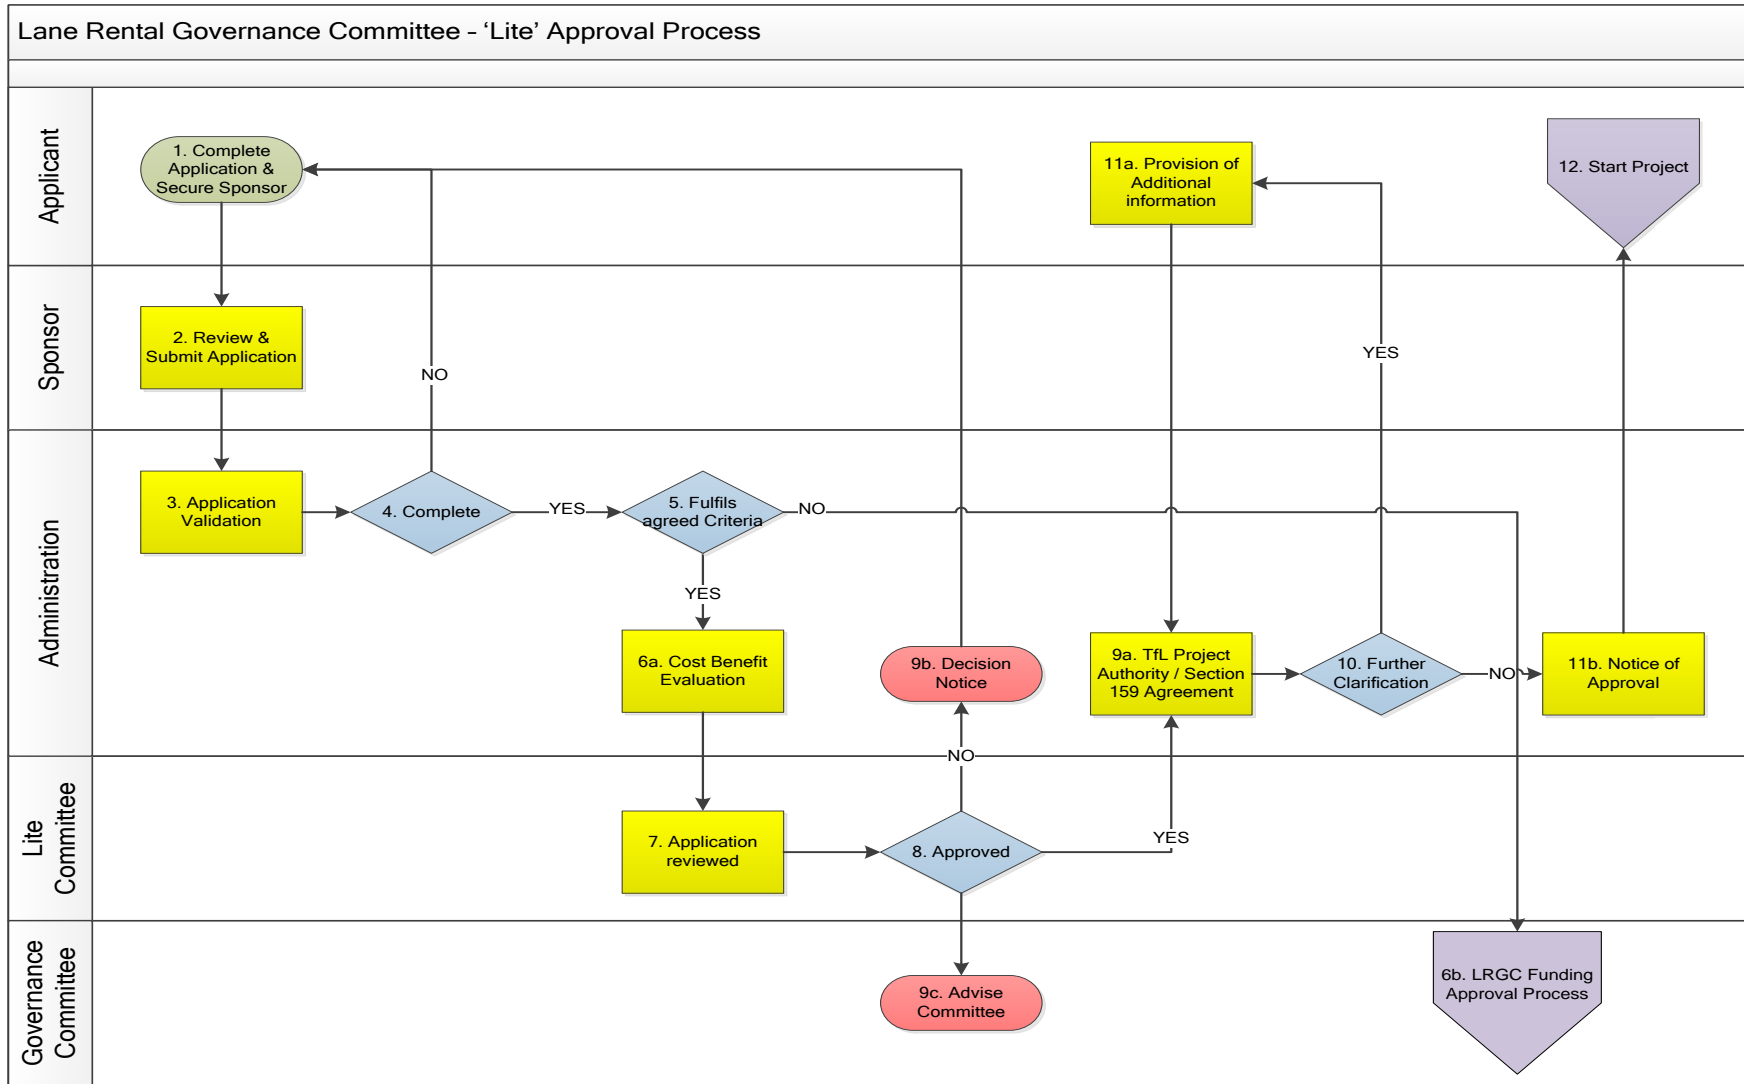 Lane Rental Governance Committee – 'Lite' Approval Process
Applicant
1. Complete
Application &
Secure Sponsor
11a. Provision of
Additional
information
12. Start Project
Sponsor
2. Review &
Submit Application
NO
YES
Administration
3. Application
Validation
4. Complete
YES
5. Fulfils
agreed Criteria
NO
YES
6a. Cost Benefit
Evaluation
9b. Decision
Notice
9a. TfL Project
Authority / Section
159 Agreement
10. Further
Clarification
NO
11b. Notice of
Approval
NO
Lite
Committee
7. Application
reviewed
8. Approved
YES
Governance
Committee
9c. Advise
Committee
6b. LRGC Funding
Approval Process